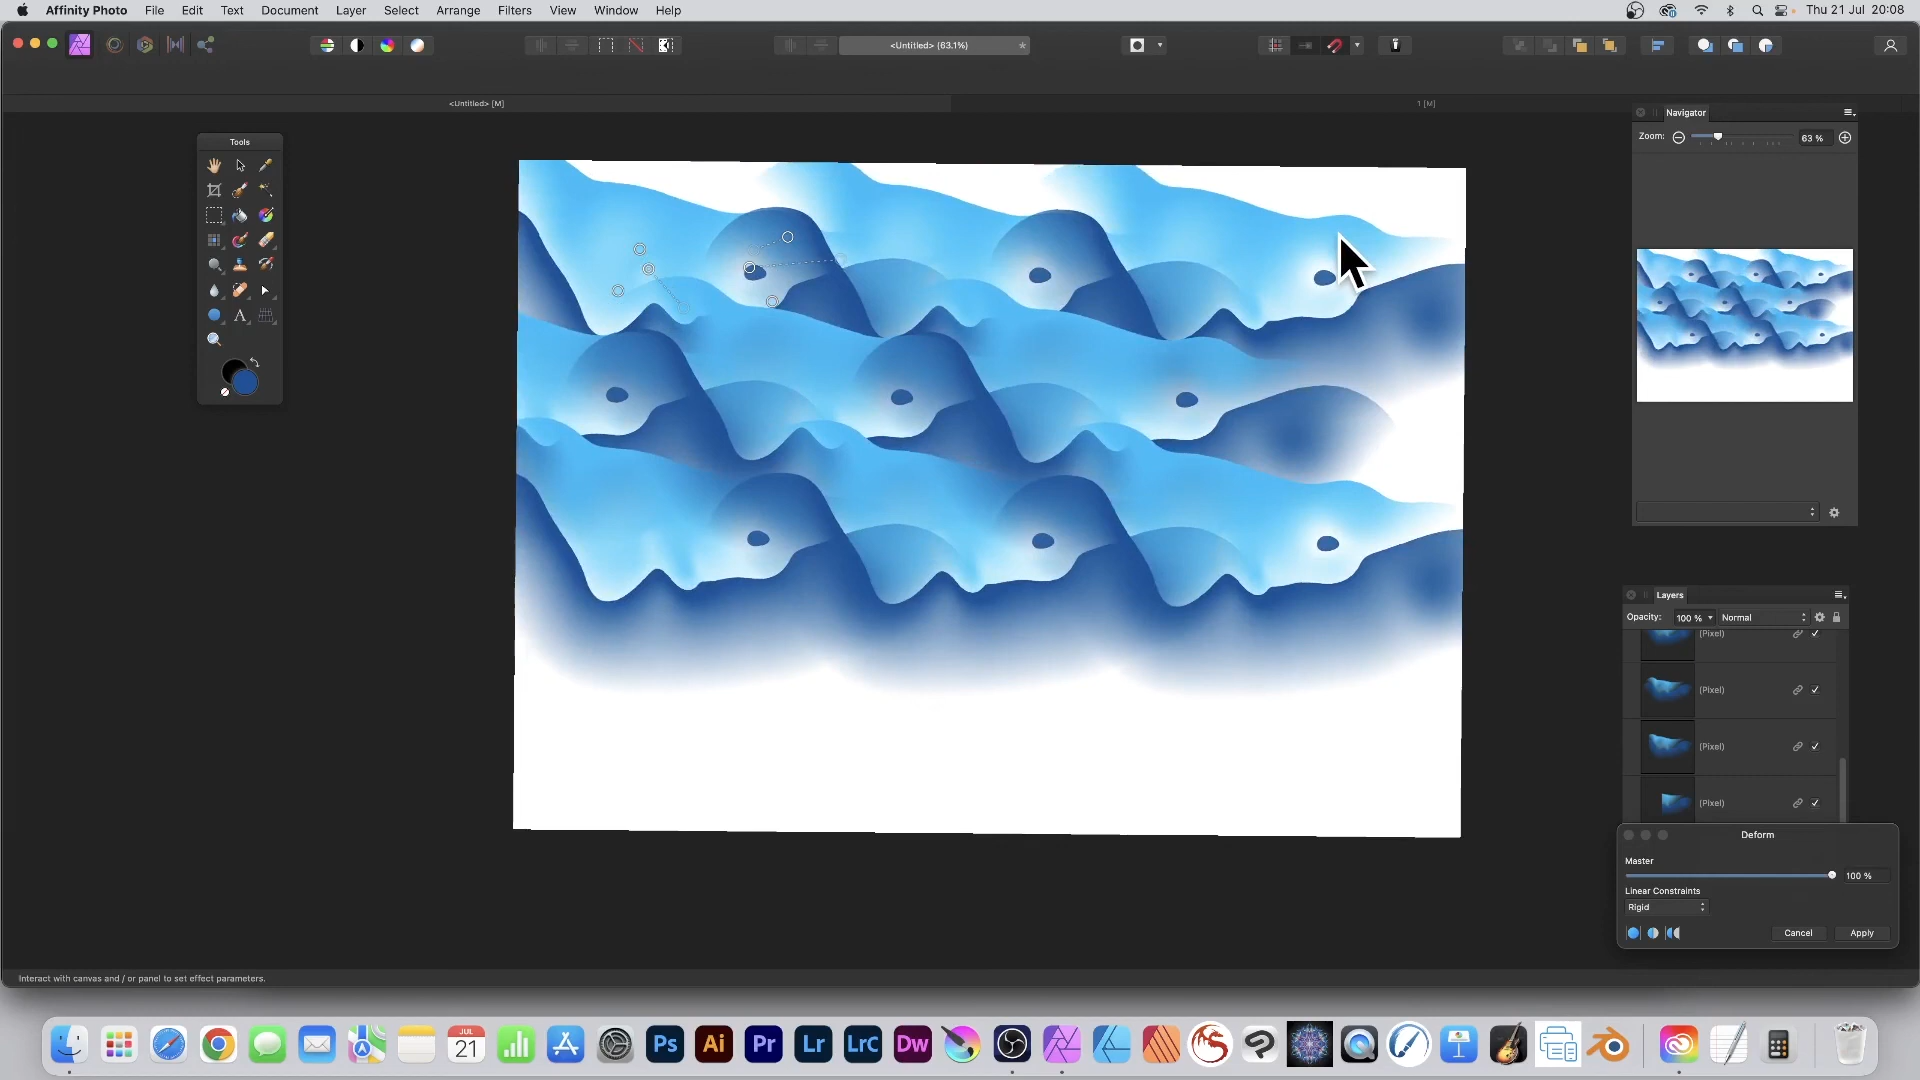 Affinity Photo File Edit Text Document Layer Select Arrange Filters View Window Help Thu 21 Jul 20:08
<Untitled> (63.1%)
<Untitled> [M] 1 [M]
Navigator
Zoom: 63 %
Tools
A
Layers
Opacity: 100 % Normal
(Pixel)
(Pixel)
(Pixel)
(Pixel)
Deform
Master
100 %
Linear Constraints
Rigid
Cancel Apply
Interact with canvas and / or panel to set effect parameters.
JUL
21
Ps Ai Pr Lr LrC Dw